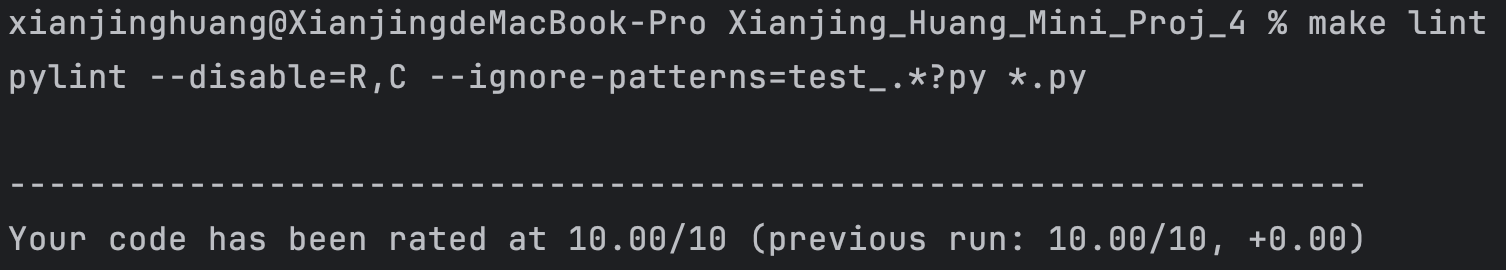 xianjinghuang@XianjingdeMacBook-Pro Xianjing_Huang_Mini_Proj_4 % make lint
pylint --disable=R,C --ignore-patterns=test_.*?py *.py
--------------------------------------------------------------------
Your code has been rated at 10.00/10 (previous run: 10.00/10, +0.00)